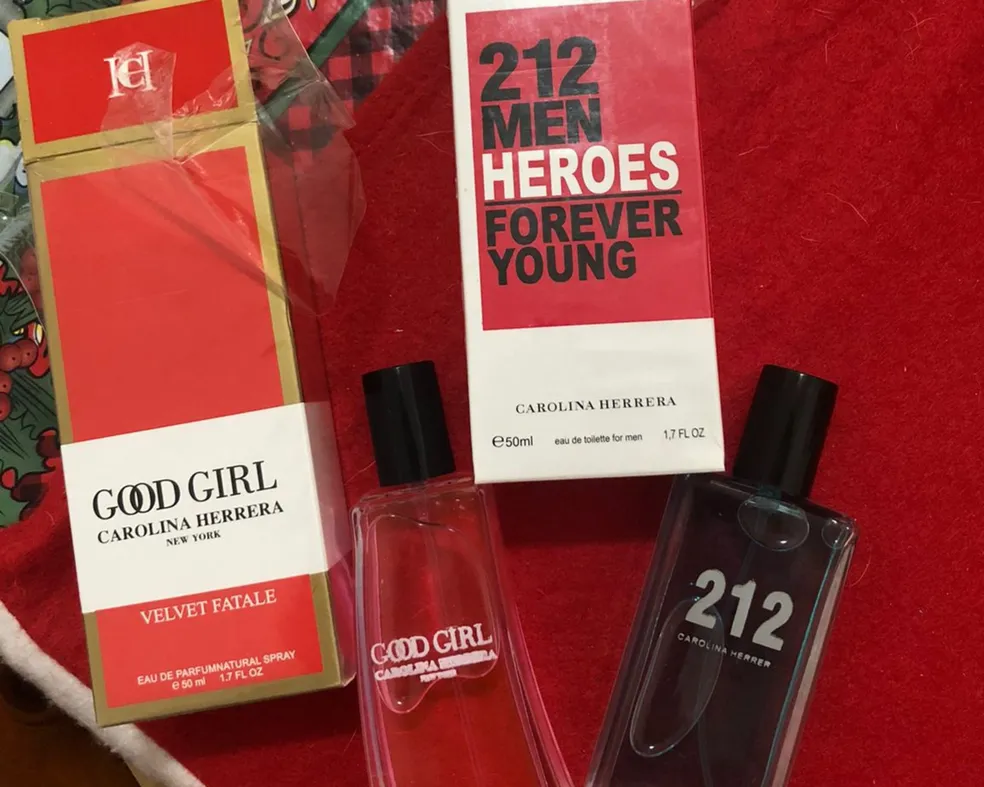 CH
GOOD GIRL
CAROLINA HERRERA
NEW YORK
VELVET FATALE
EAU DE PARFUMNATURAL SPRAY
℮ 50 ml 1.7 FL OZ
212
MEN
HEROES
FOREVER
YOUNG
CAROLINA HERRERA
℮50ml eau de toilette for men 1,7 FL OZ
GOOD GIRL
CAROLINA HERRERA
NEW YORK
212
CAROLINA HERRER